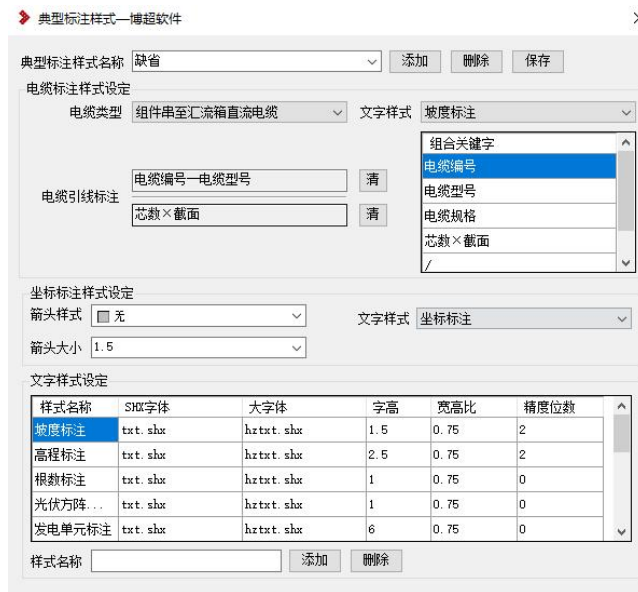 典型标注样式—博超软件
典型标注样式名称 缺省 添加 删除 保存
电缆标注样式设定
电缆类型 组件串至汇流箱直流电缆 文字样式 坡度标注
组合关键字
电缆编号
电缆型号
电缆规格
芯数×截面
/
电缆引线标注 电缆编号—电缆型号 清
芯数×截面 清
坐标标注样式设定
箭头样式 无 文字样式 坐标标注
箭头大小 1.5
文字样式设定
样式名称 SHX字体 大字体 字高 宽高比 精度位数
坡度标注 txt.shx hztxt.shx 1.5 0.75 2
高程标注 txt.shx hztxt.shx 2.5 0.75 2
根数标注 txt.shx hztxt.shx 1 0.75 0
光伏方阵... txt.shx hztxt.shx 1 0.75 0
发电单元标注 txt.shx hztxt.shx 6 0.75 0
样式名称 添加 删除